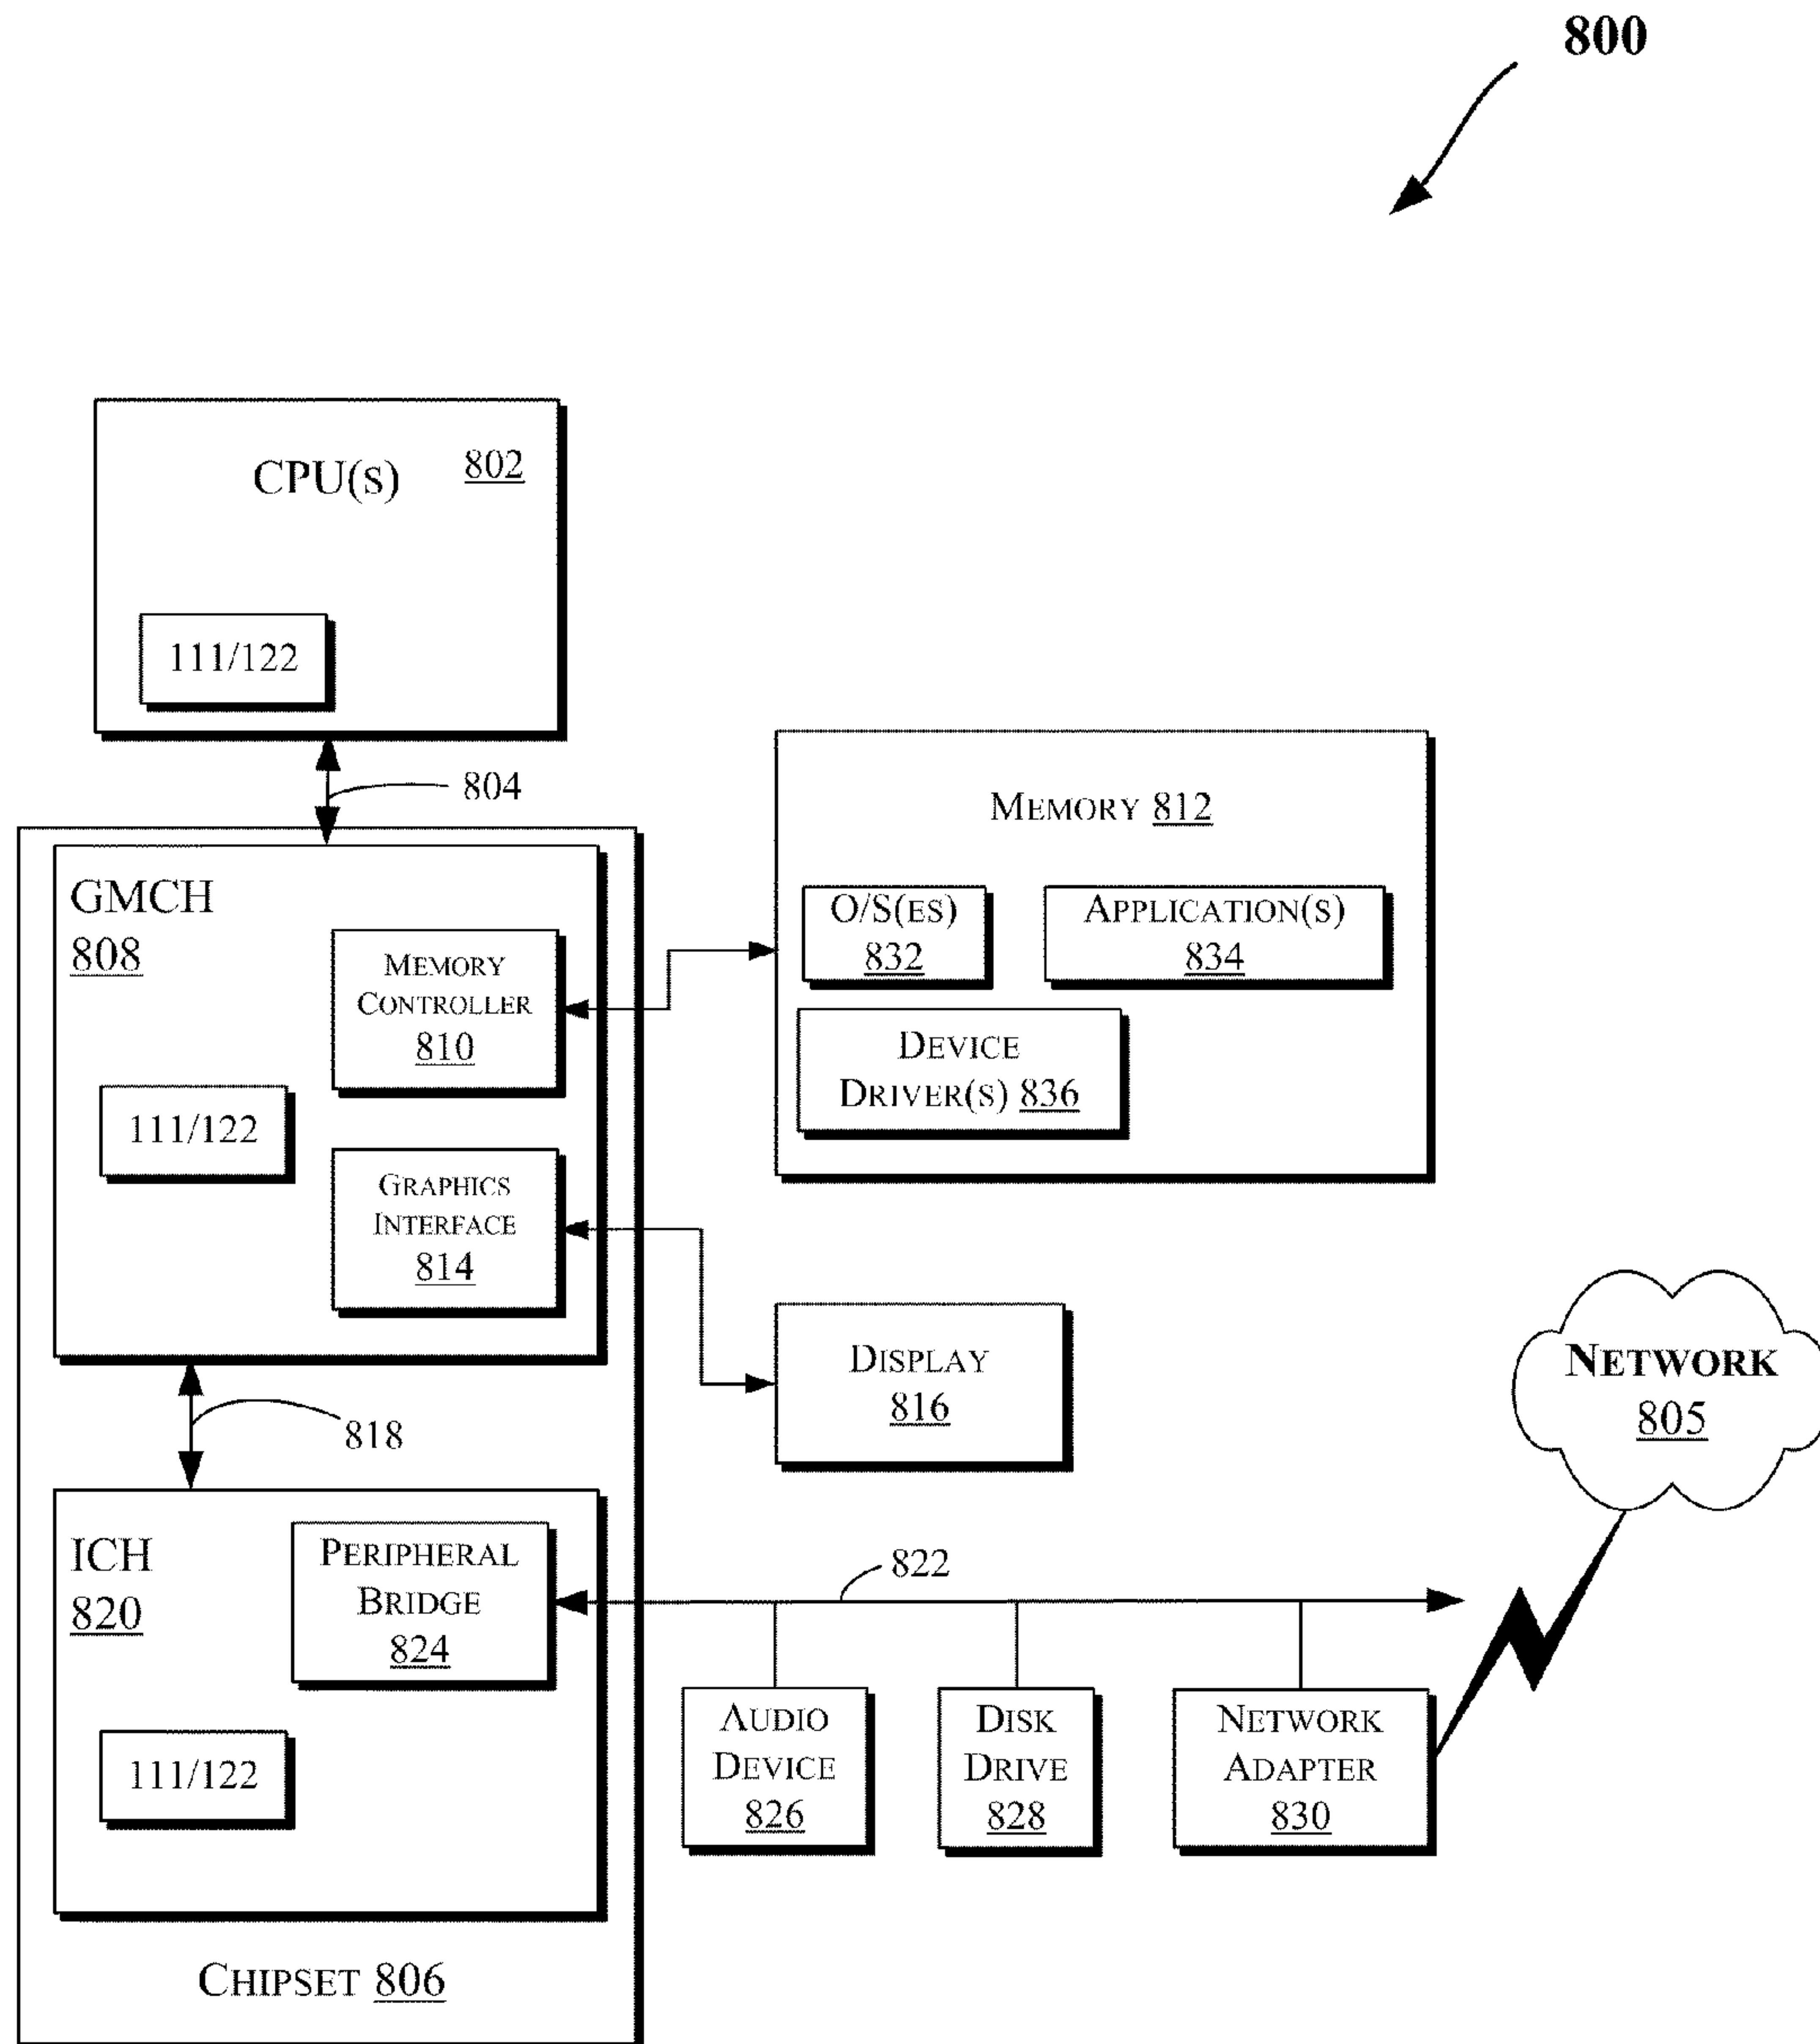 800
CPU(s)
802
111/122
804
GMCH
808
MEMORY
CONTROLLER
810
111/122
GRAPHICS
INTERFACE
814
MEMORY 812
O/S(ES)
832
APPLICATION(S)
834
DEVICE
DRIVER(S) 836
DISPLAY
816
NETWORK
805
818
ICH
820
PERIPHERAL
BRIDGE
824
111/122
822
AUDIO
DEVICE
826
DISK
DRIVE
828
NETWORK
ADAPTER
830
CHIPSET 806